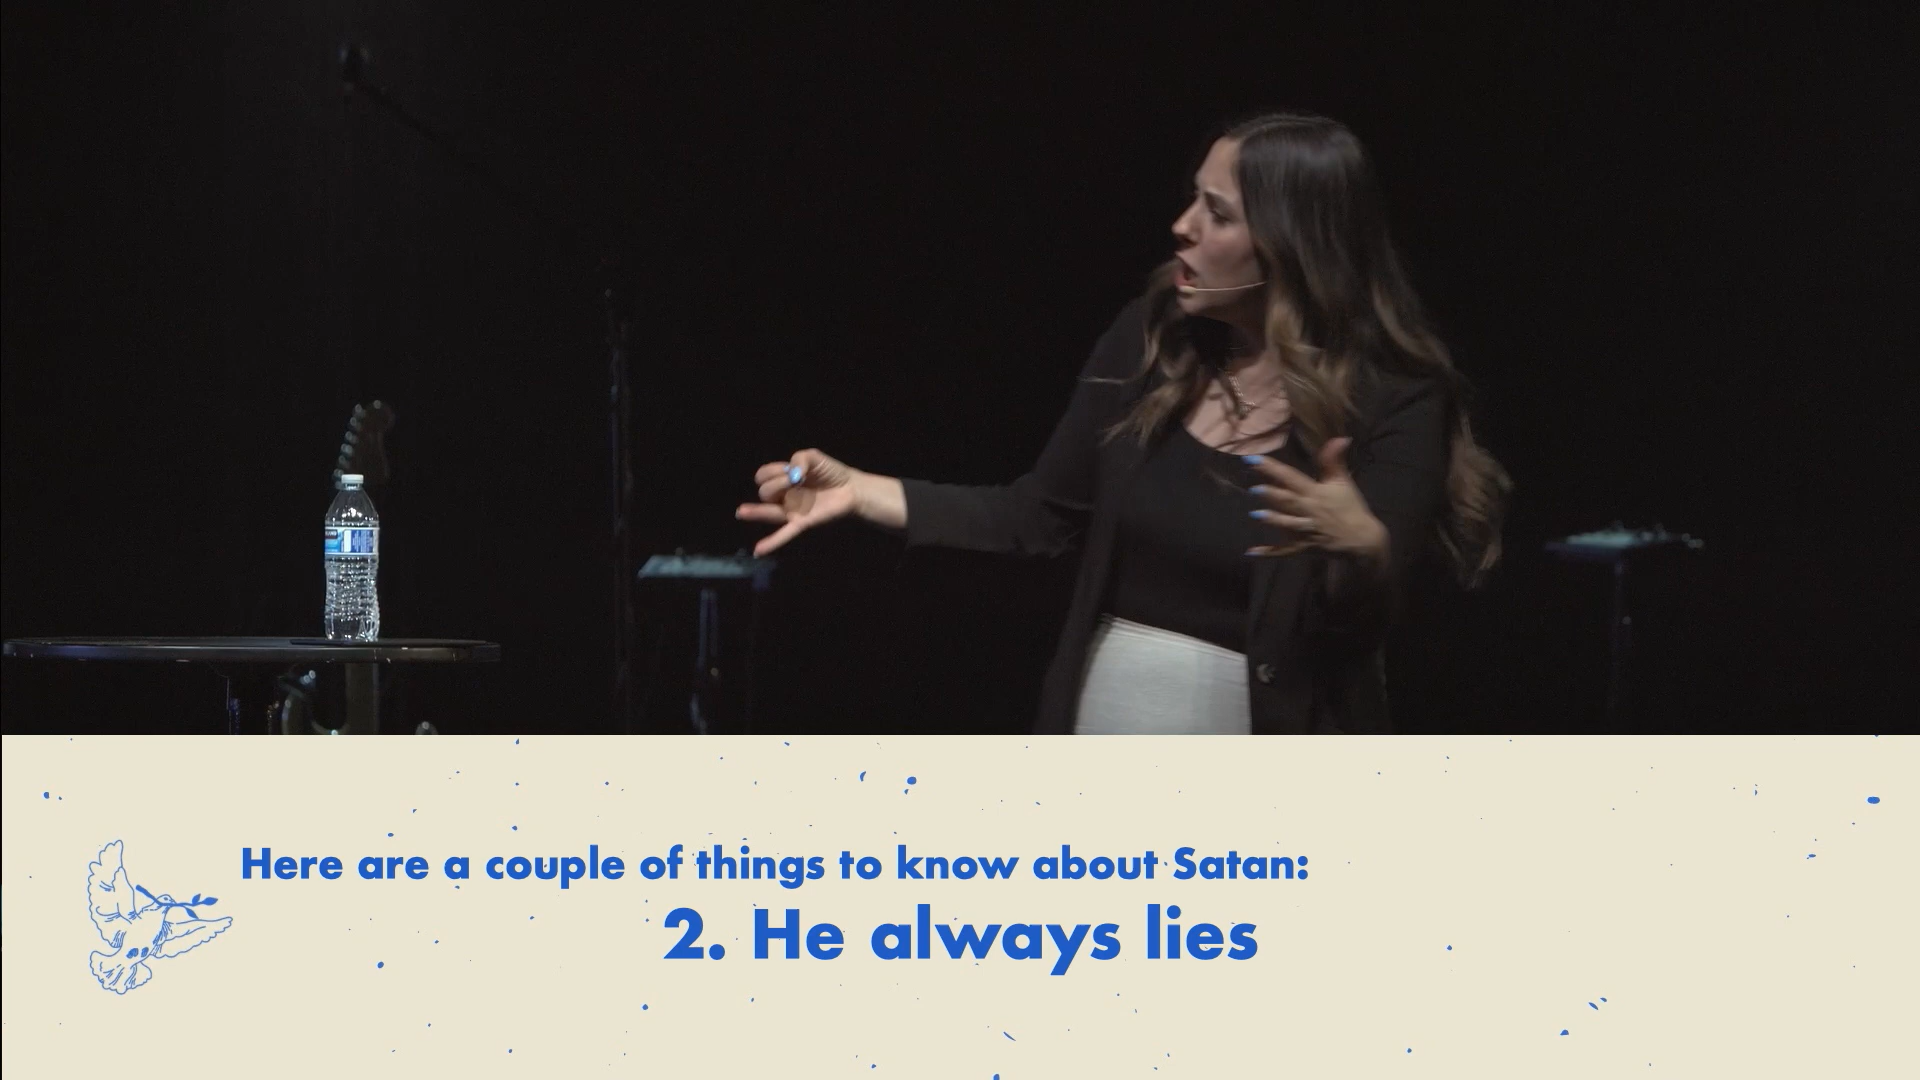 Here are a couple of things to know about Satan:
2. He always lies